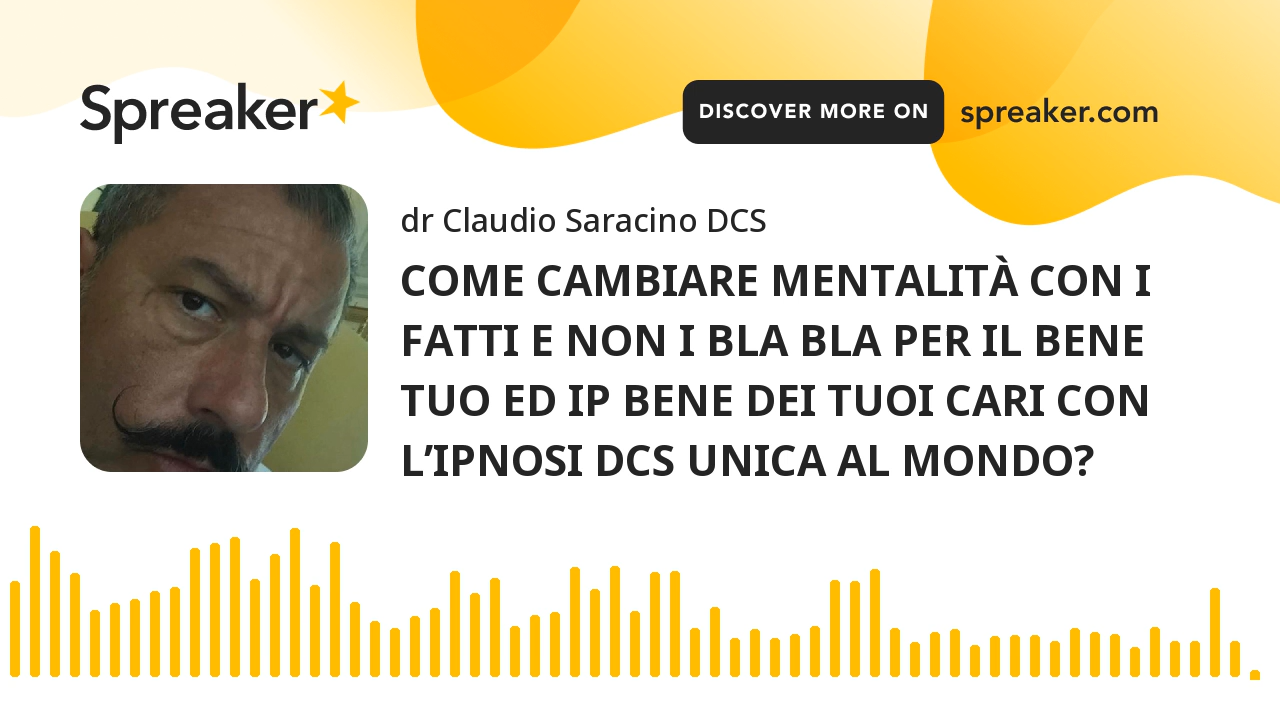 Spreaker
DISCOVER MORE ON spreaker.com
dr Claudio Saracino DCS
COME CAMBIARE MENTALITÀ CON I
FATTI E NON I BLA BLA PER IL BENE
TUO ED IP BENE DEI TUOI CARI CON
L’IPNOSI DCS UNICA AL MONDO?